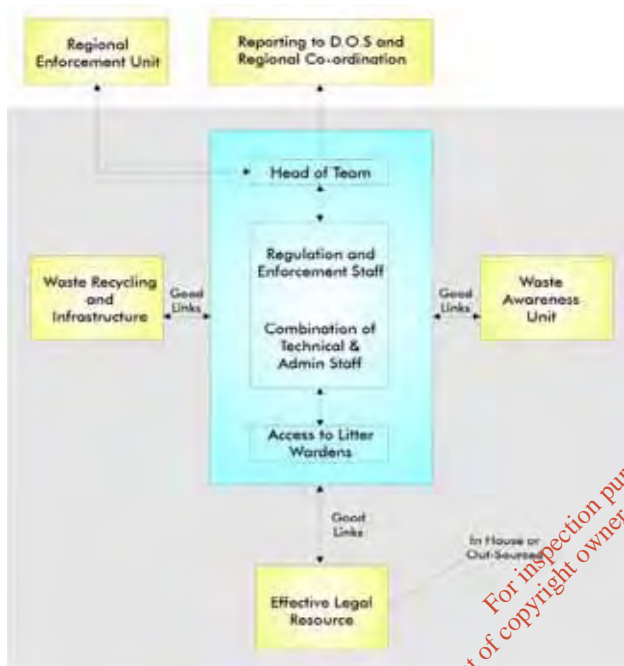 Regional
Enforcement Unit
Reporting to D.O.S and
Regional Co-ordination
Head of Team
Regulation and
Enforcement Staff
Combination of
Technical &
Admin Staff
Access to Litter
Wardens
Waste Recycling
and
Infrastructure
Good
Links
Good
Links
Waste
Awareness
Unit
Good
Links
In House or
Out-Sourced
Effective Legal
Resource
For inspection
of copyright owner